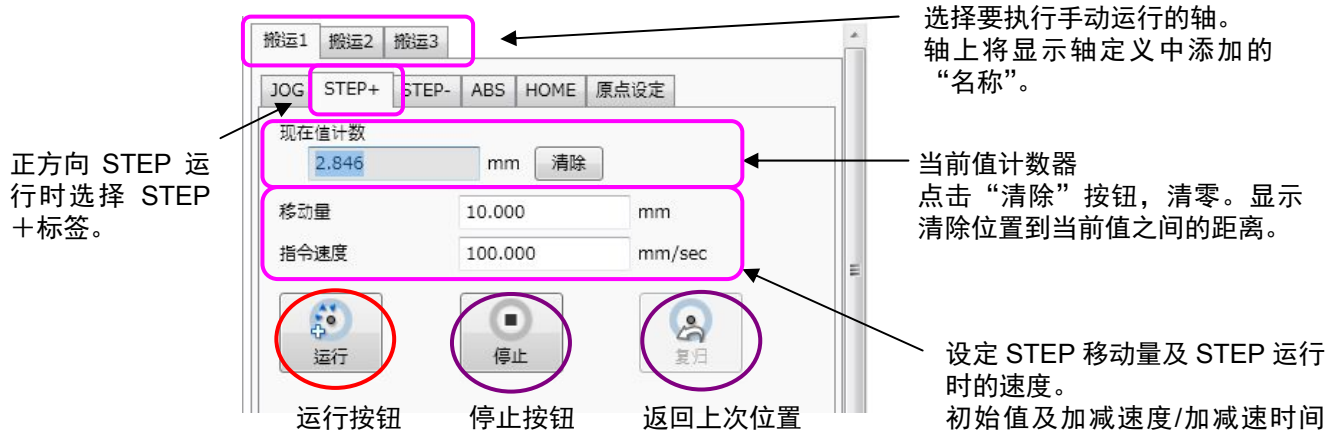 选择要执行手动运行的轴。
轴上将显示轴定义中添加的
“名称”。
搬运1 搬运2 搬运3
JOG STEP+ STEP- ABS HOME 原点设定
现在值计数
2.846 mm 清除
正方向 STEP 运
行时选择 STEP
＋标签。
当前值计数器
点击“清除”按钮，清零。显示
清除位置到当前值之间的距离。
移动量 10.000 mm
指令速度 100.000 mm/sec
运行 停止 复归
运行按钮 停止按钮 返回上次位置
设定 STEP 移动量及 STEP 运行
时的速度。
初始值及加减速度/加减速时间